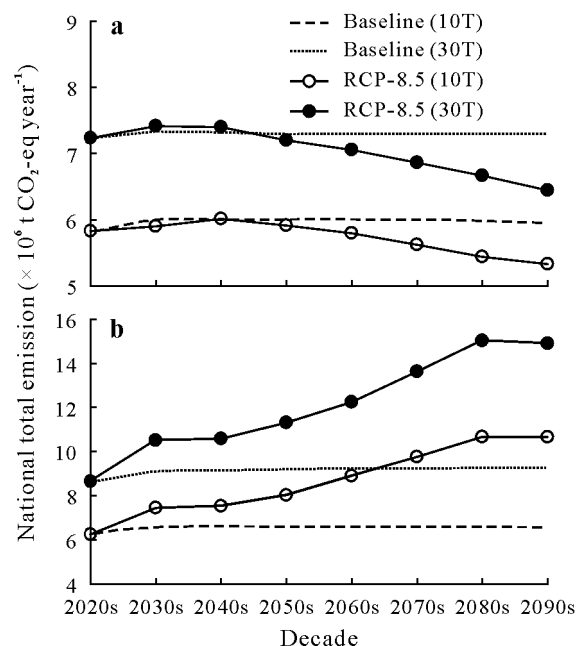 National total emission (× 10⁶ t CO₂-eq year⁻¹)
a
Baseline (10T)
Baseline (30T)
RCP-8.5 (10T)
RCP-8.5 (30T)
9
8
7
6
5
b
16
14
12
10
8
6
4
2020s 2030s 2040s 2050s 2060s 2070s 2080s 2090s
Decade